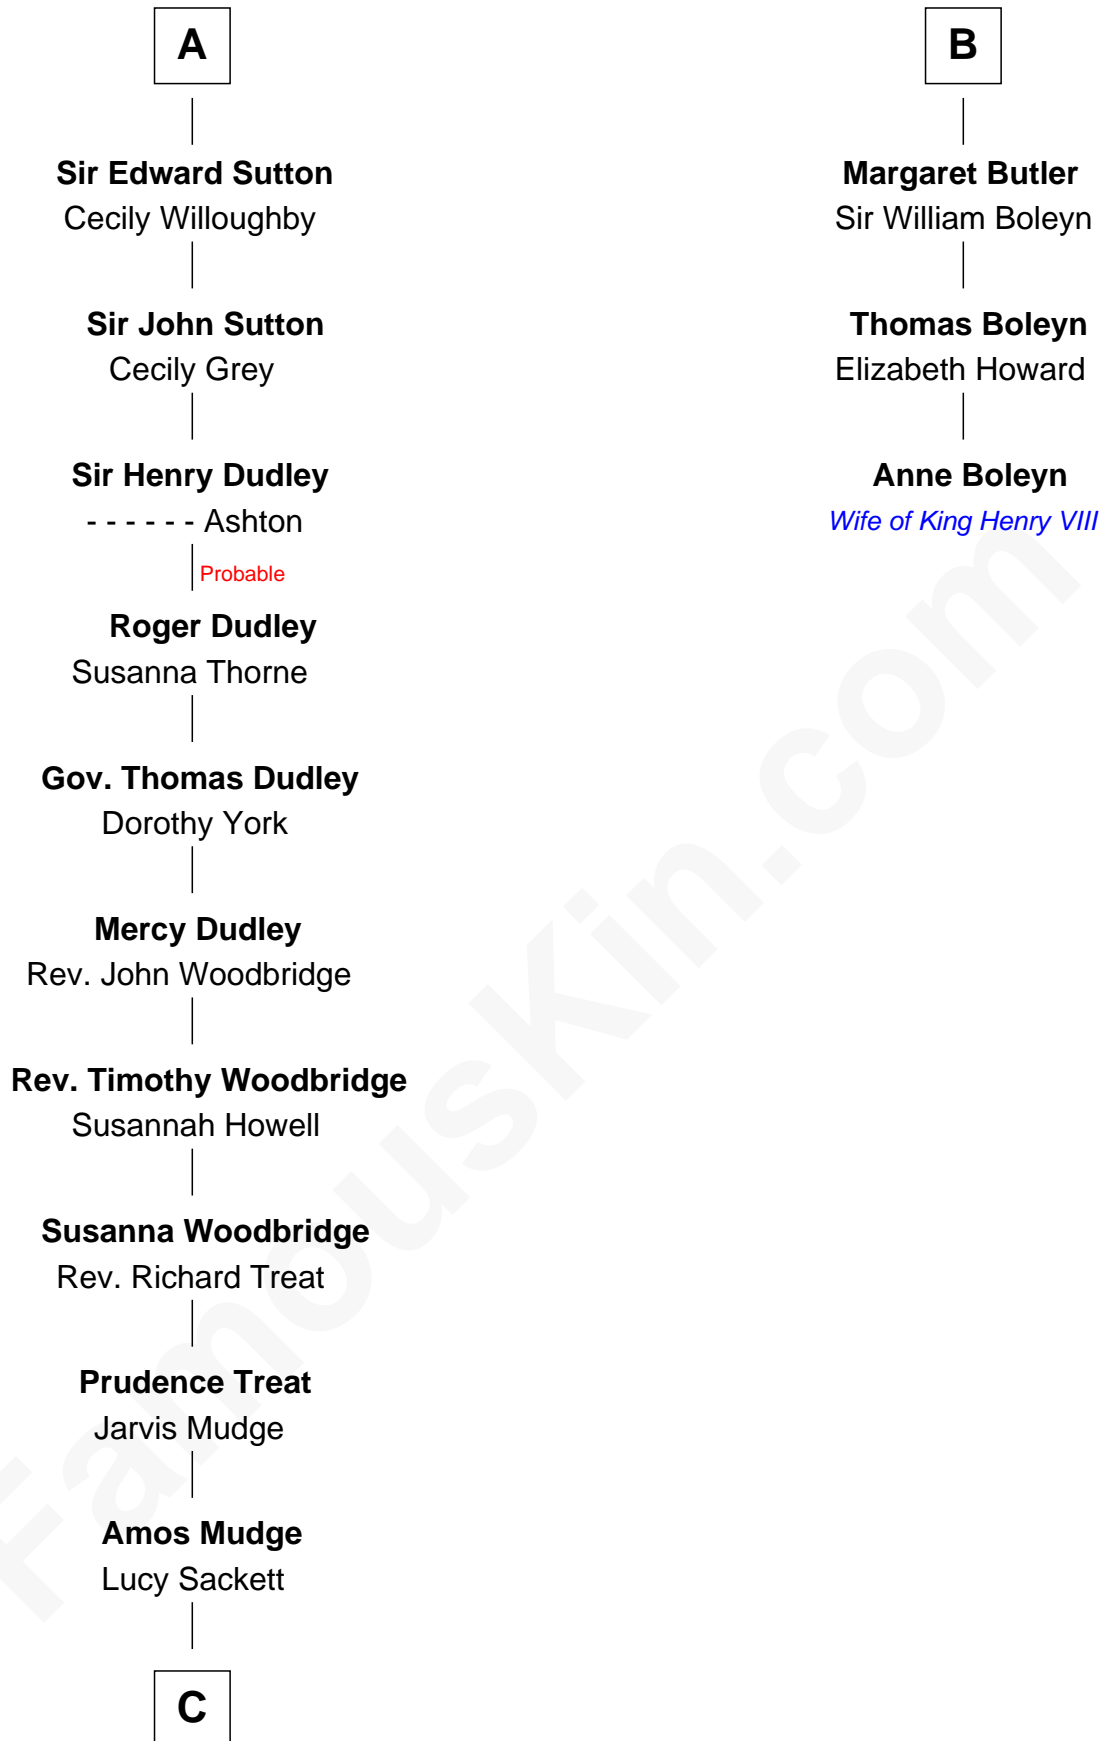 A
Sir Edward Sutton
Cecily Willoughby
Sir John Sutton
Cecily Grey
Sir Henry Dudley
- - - - - - Ashton
Probable
Roger Dudley
Susanna Thorne
Gov. Thomas Dudley
Dorothy York
Mercy Dudley
Rev. John Woodbridge
Rev. Timothy Woodbridge
Susannah Howell
Susanna Woodbridge
Rev. Richard Treat
Prudence Treat
Jarvis Mudge
Amos Mudge
Lucy Sackett
C
B
Margaret Butler
Sir William Boleyn
Thomas Boleyn
Elizabeth Howard
Anne Boleyn
Wife of King Henry VIII
FamousKin.com